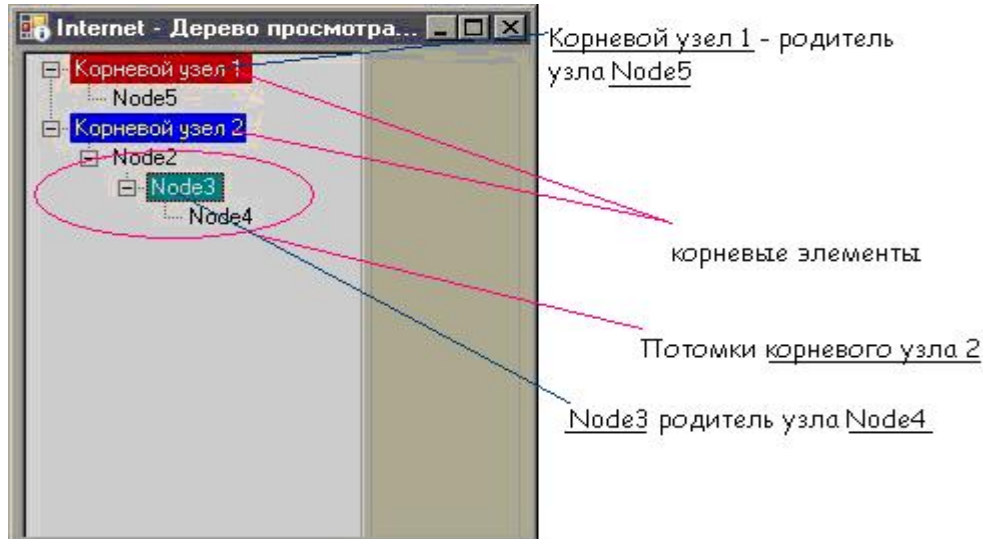 Internet - Дерево просмотра...
Корневой узел 1
Node5
Корневой узел 2
Node2
Node3
Node4
Корневой узел 1 - родитель
узла Node5
корневые элементы
Потомки корневого узла 2
Node3 родитель узла Node4